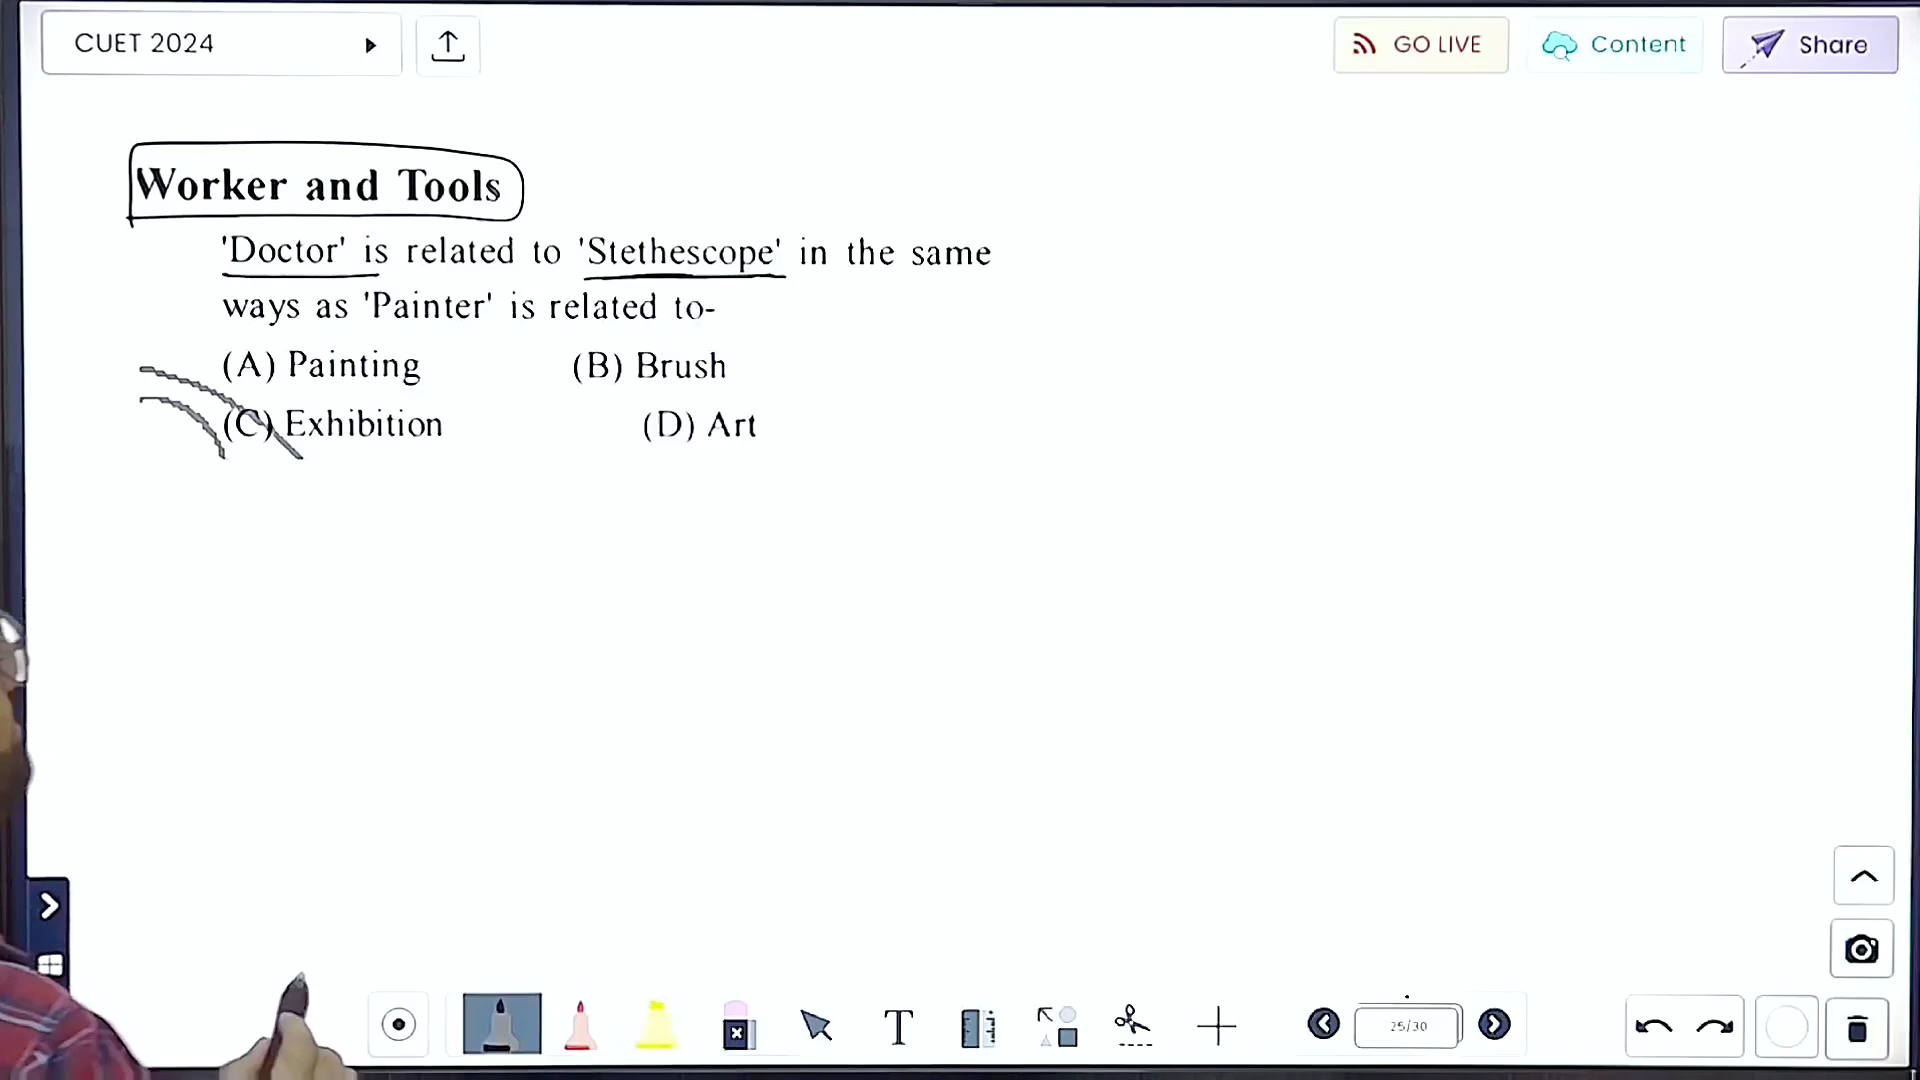 CUET 2024
GO LIVE
Content
Share
Worker and Tools
'Doctor' is related to 'Stethescope' in the same
ways as 'Painter' is related to-
(A) Painting (B) Brush
(C) Exhibition (D) Art
T
25/30